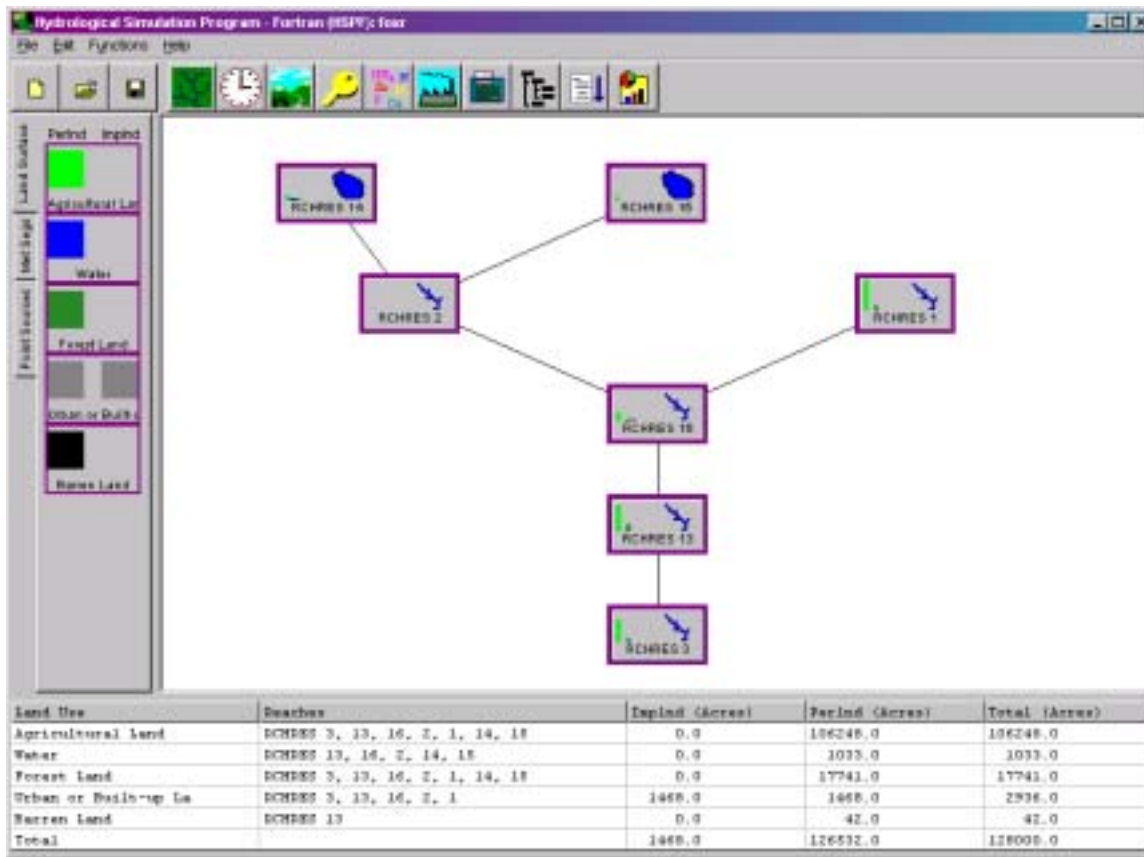 Hydrological Simulation Program - Fortran (HSPF): foxr
File Edit Functions Help
Land Surface
Met Segs
Point Sources
Perlnd Implnd
Agricultural Lan
Water
Forest Land
Urban or Built-u
Barren Land
RCHRES 14
RCHRES 15
RCHRES 2
RCHRES 1
RCHRES 16
RCHRES 13
RCHRES 3
Land Use Reaches Implnd (Acres) Perlnd (Acres) Total (Acres)
Agricultural Land RCHRES 3, 13, 16, 2, 1, 14, 15 0.0 106248.0 106248.0
Water RCHRES 13, 16, 2, 14, 15 0.0 1033.0 1033.0
Forest Land RCHRES 3, 13, 16, 2, 1, 14, 15 0.0 17741.0 17741.0
Urban or Built-up La RCHRES 3, 13, 16, 2, 1 1468.0 1468.0 2936.0
Barren Land RCHRES 13 0.0 42.0 42.0
Total 1468.0 126532.0 128000.0